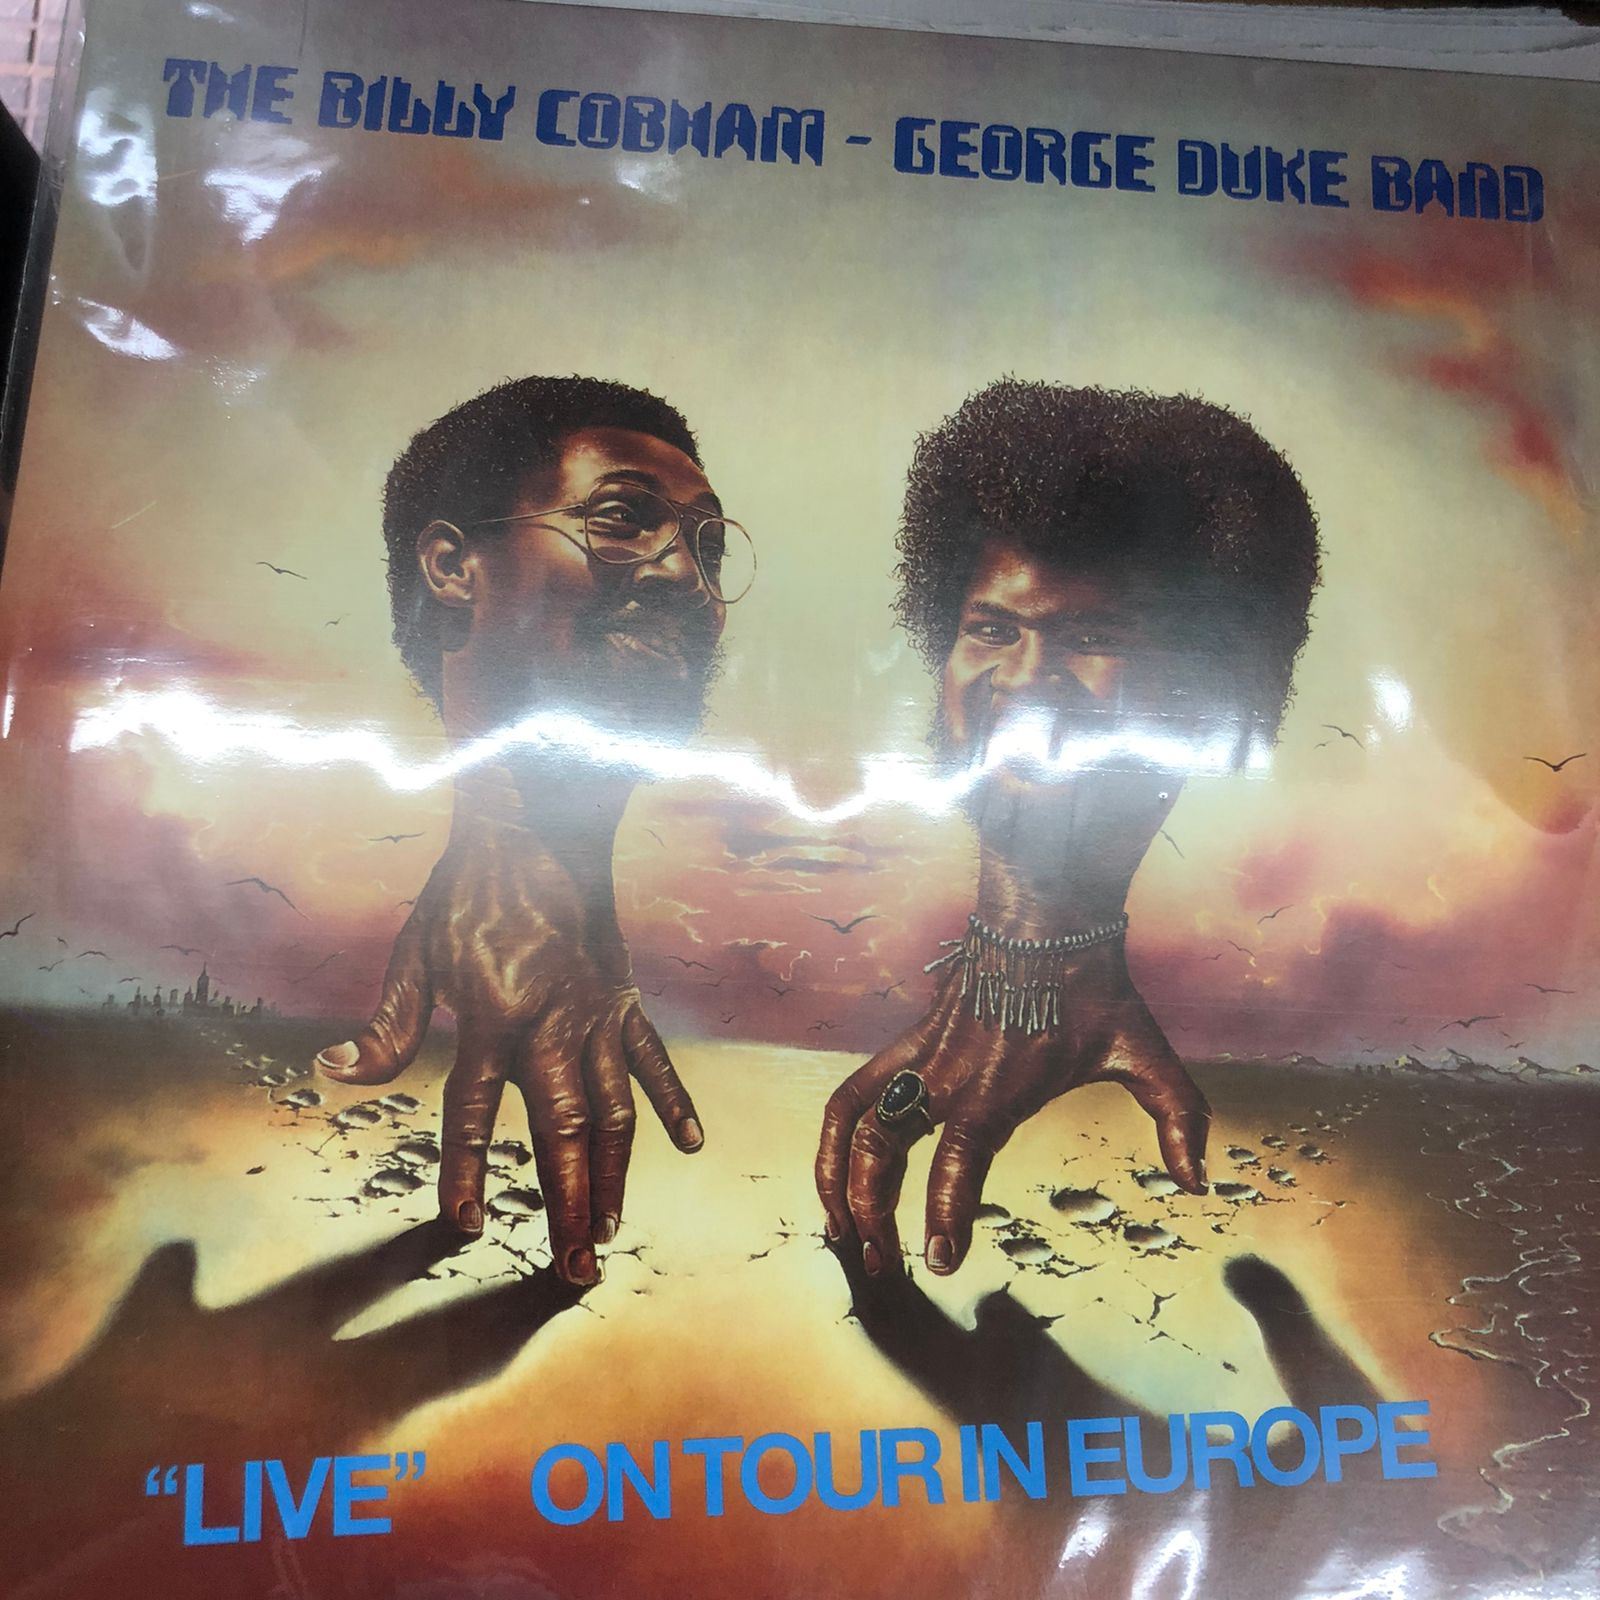 THE BILLY COBHAM - GEORGE DUKE BAND
“LIVE” ON TOUR IN EUROPE